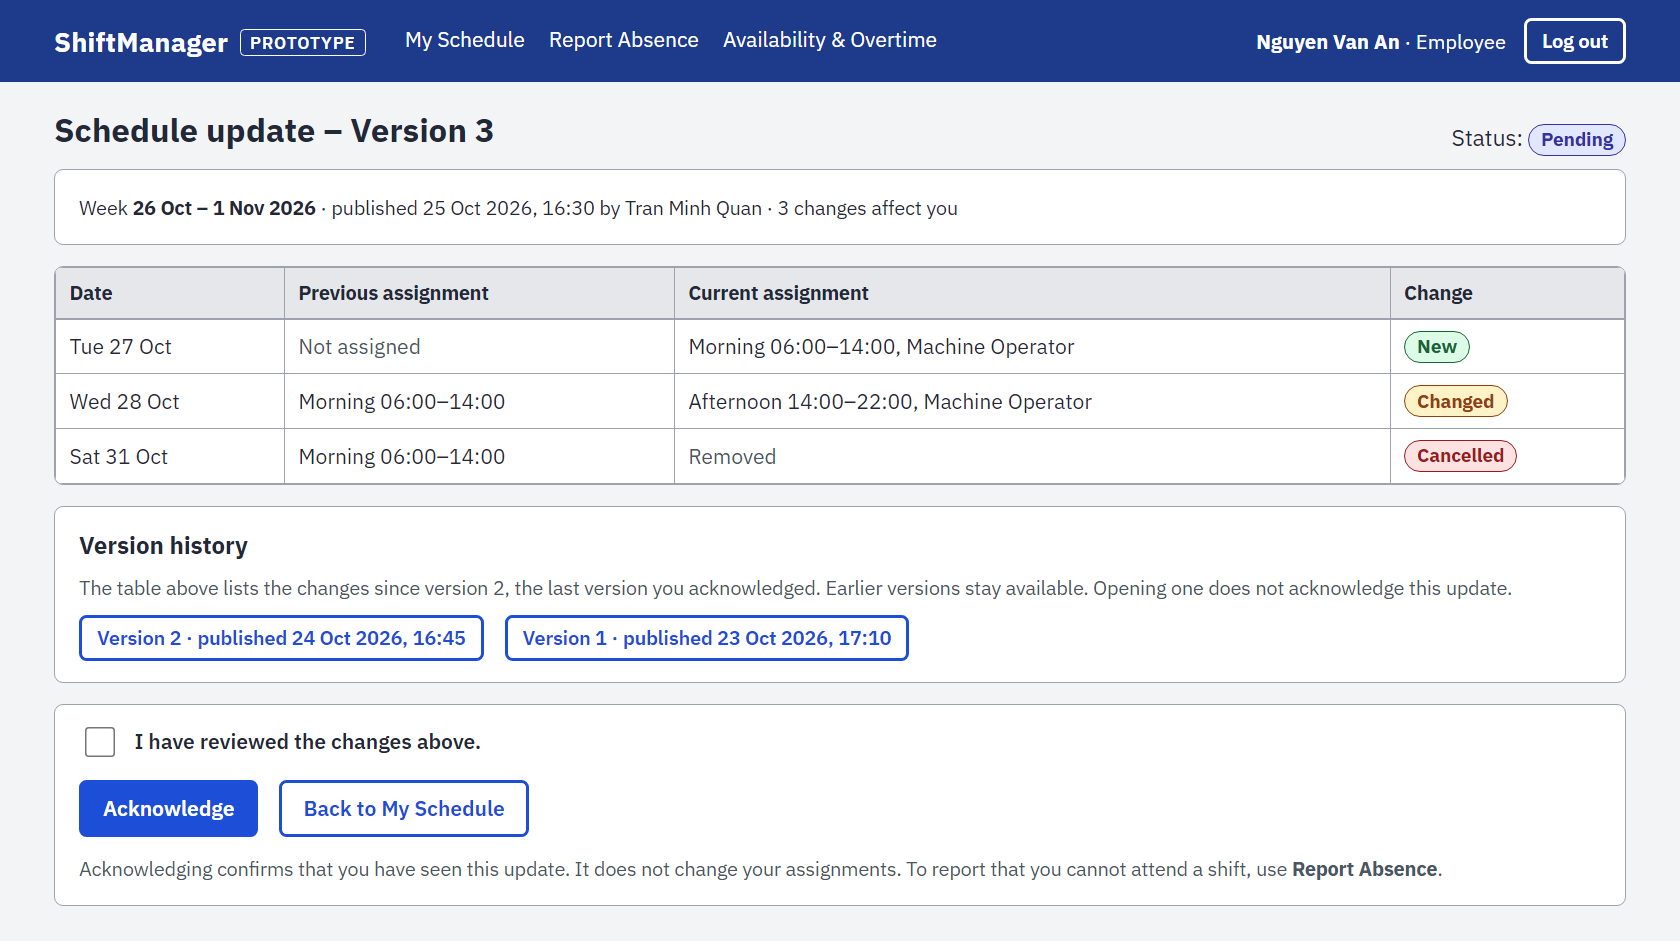 ShiftManager PROTOTYPE My Schedule Report Absence Availability & Overtime Nguyen Van An · Employee Log out
Schedule update – Version 3
Status: Pending
Week 26 Oct – 1 Nov 2026 · published 25 Oct 2026, 16:30 by Tran Minh Quan · 3 changes affect you
Date Previous assignment Current assignment Change
Tue 27 Oct Not assigned Morning 06:00–14:00, Machine Operator New
Wed 28 Oct Morning 06:00–14:00 Afternoon 14:00–22:00, Machine Operator Changed
Sat 31 Oct Morning 06:00–14:00 Removed Cancelled
Version history
The table above lists the changes since version 2, the last version you acknowledged. Earlier versions stay available. Opening one does not acknowledge this update.
Version 2 · published 24 Oct 2026, 16:45 Version 1 · published 23 Oct 2026, 17:10
I have reviewed the changes above.
Acknowledge Back to My Schedule
Acknowledging confirms that you have seen this update. It does not change your assignments. To report that you cannot attend a shift, use Report Absence.